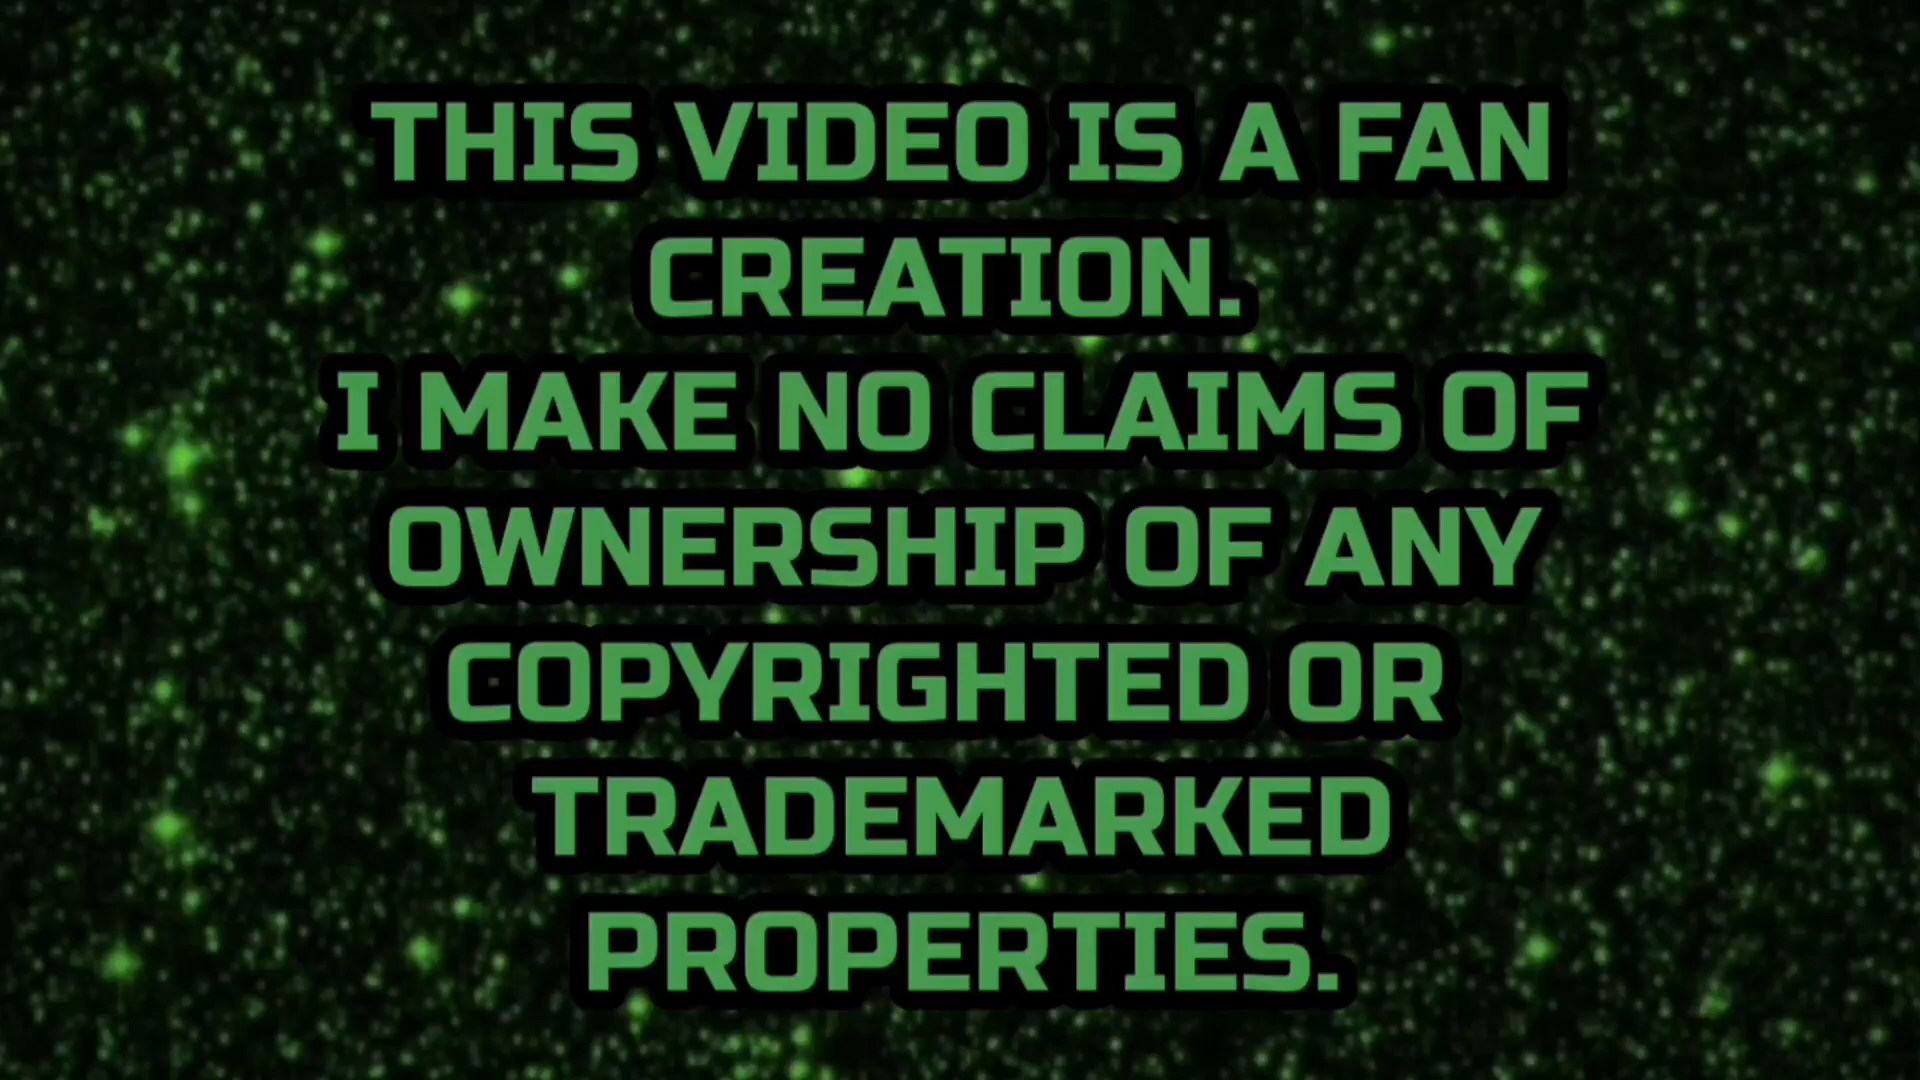 THIS VIDEO IS A FAN
CREATION.
I MAKE NO CLAIMS OF
OWNERSHIP OF ANY
COPYRIGHTED OR
TRADEMARKED
PROPERTIES.